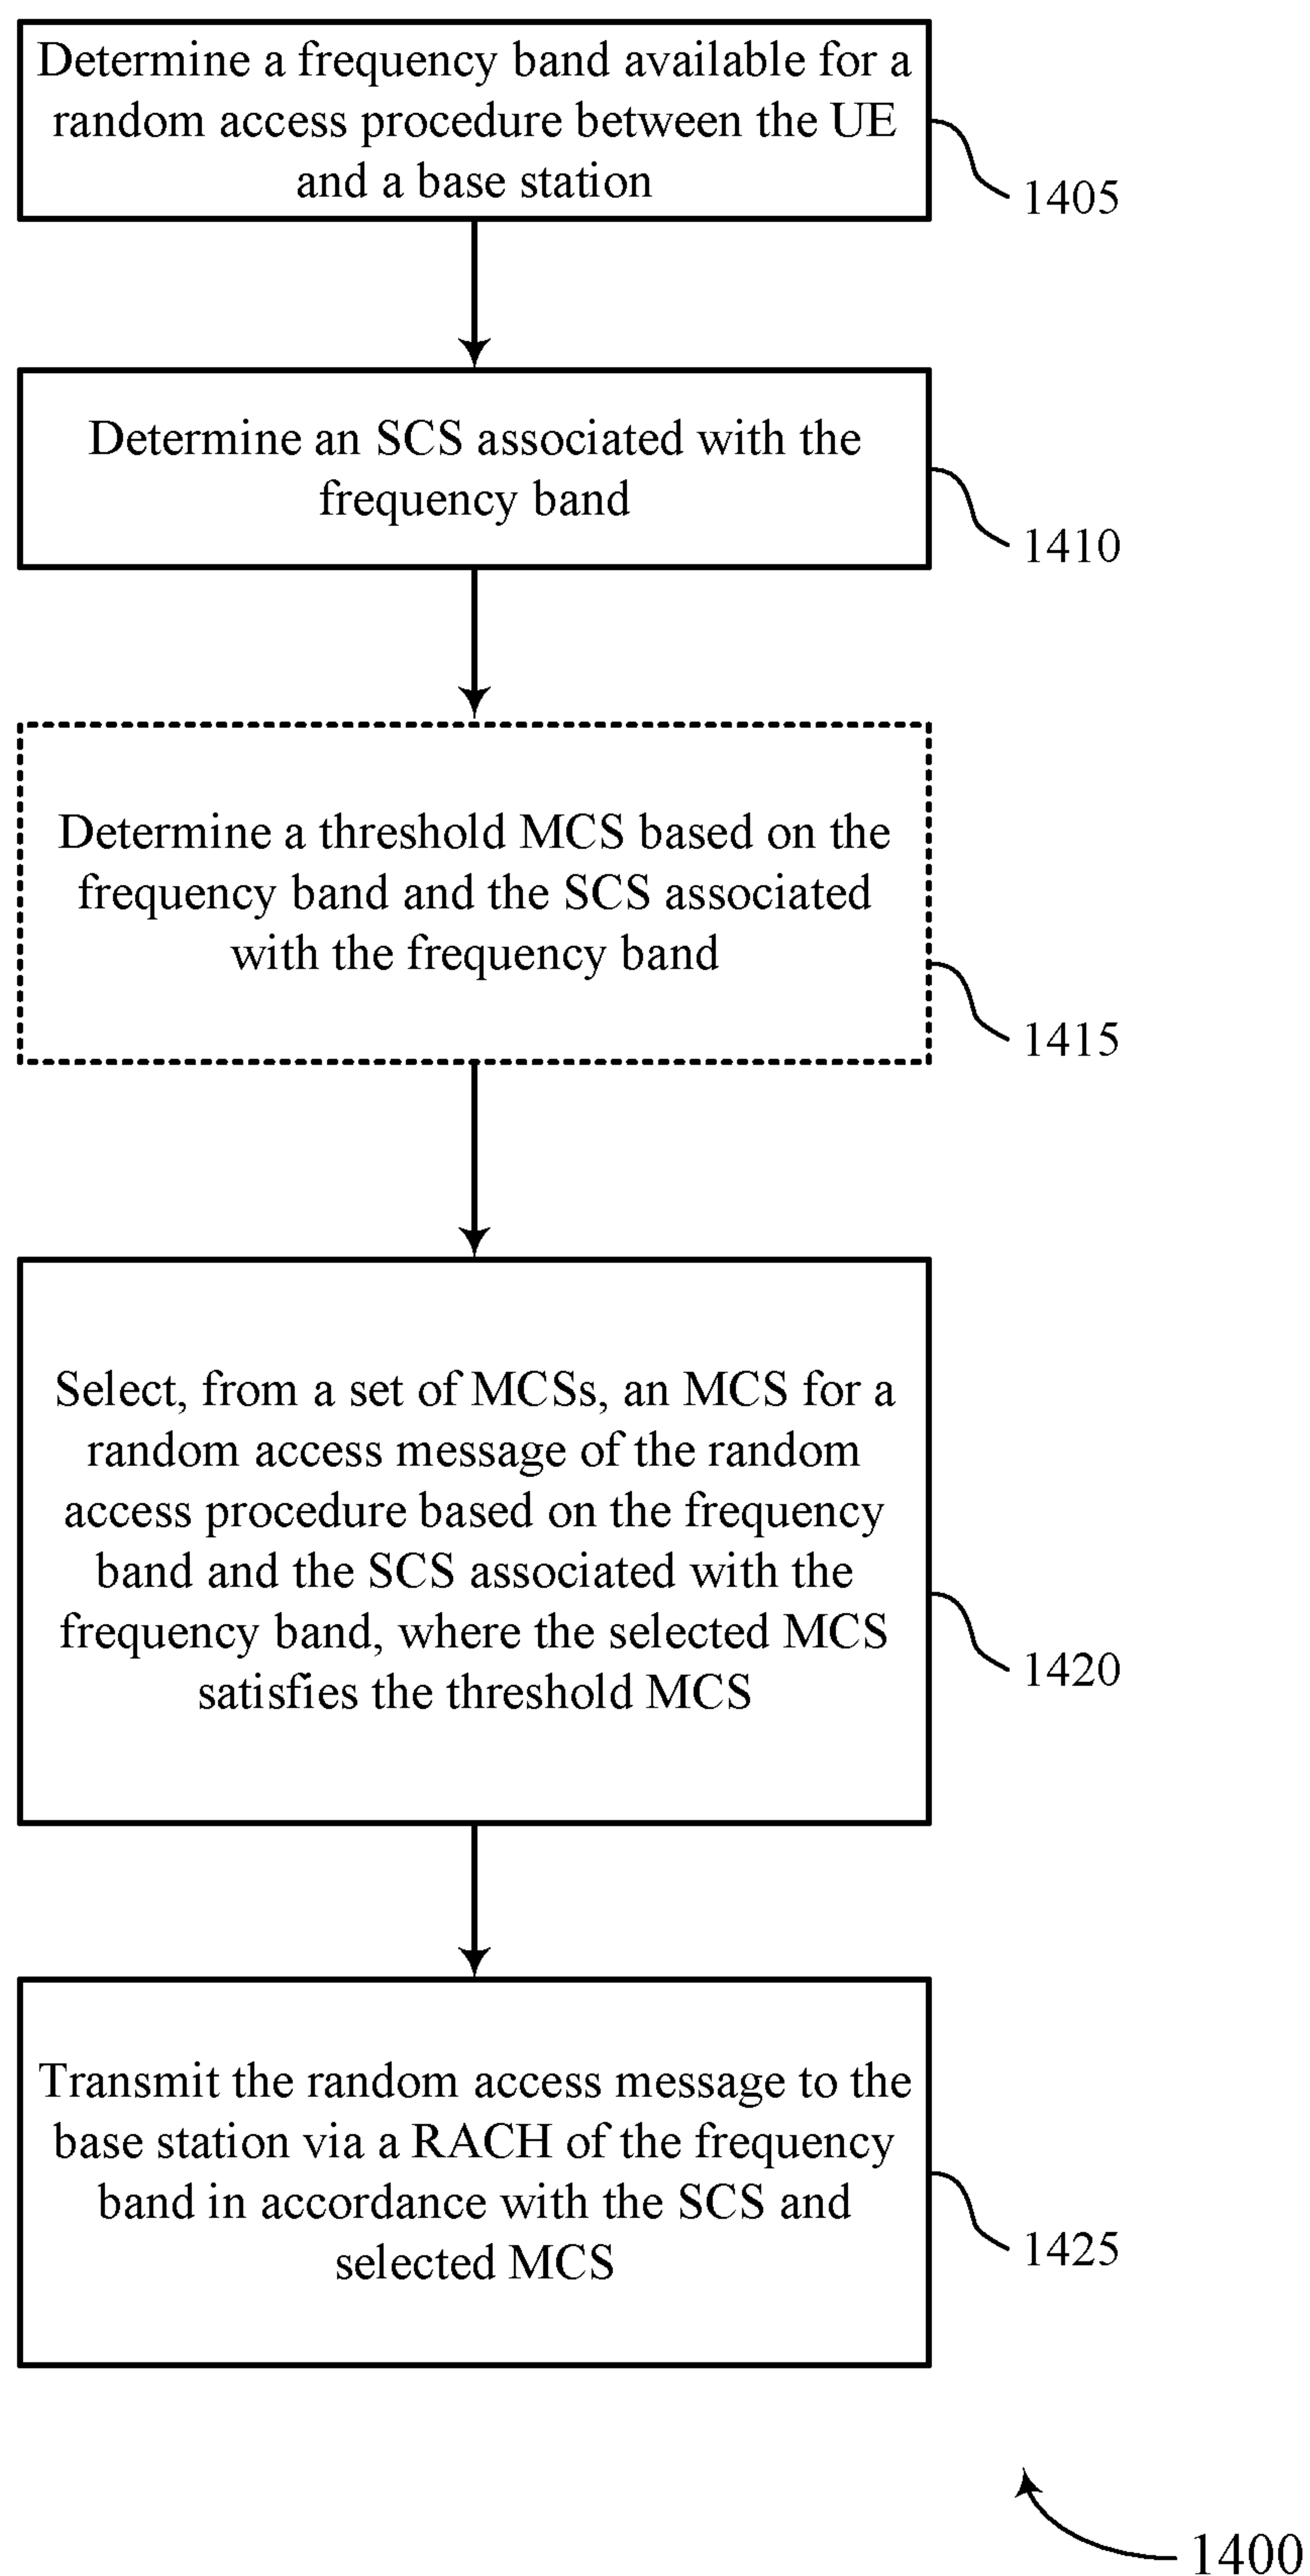 Determine a frequency band available for a
random access procedure between the UE
and a base station
1405
Determine an SCS associated with the
frequency band
1410
Determine a threshold MCS based on the
frequency band and the SCS associated
with the frequency band
1415
Select, from a set of MCSs, an MCS for a
random access message of the random
access procedure based on the frequency
band and the SCS associated with the
frequency band, where the selected MCS
satisfies the threshold MCS
1420
Transmit the random access message to the
base station via a RACH of the frequency
band in accordance with the SCS and
selected MCS
1425
1400